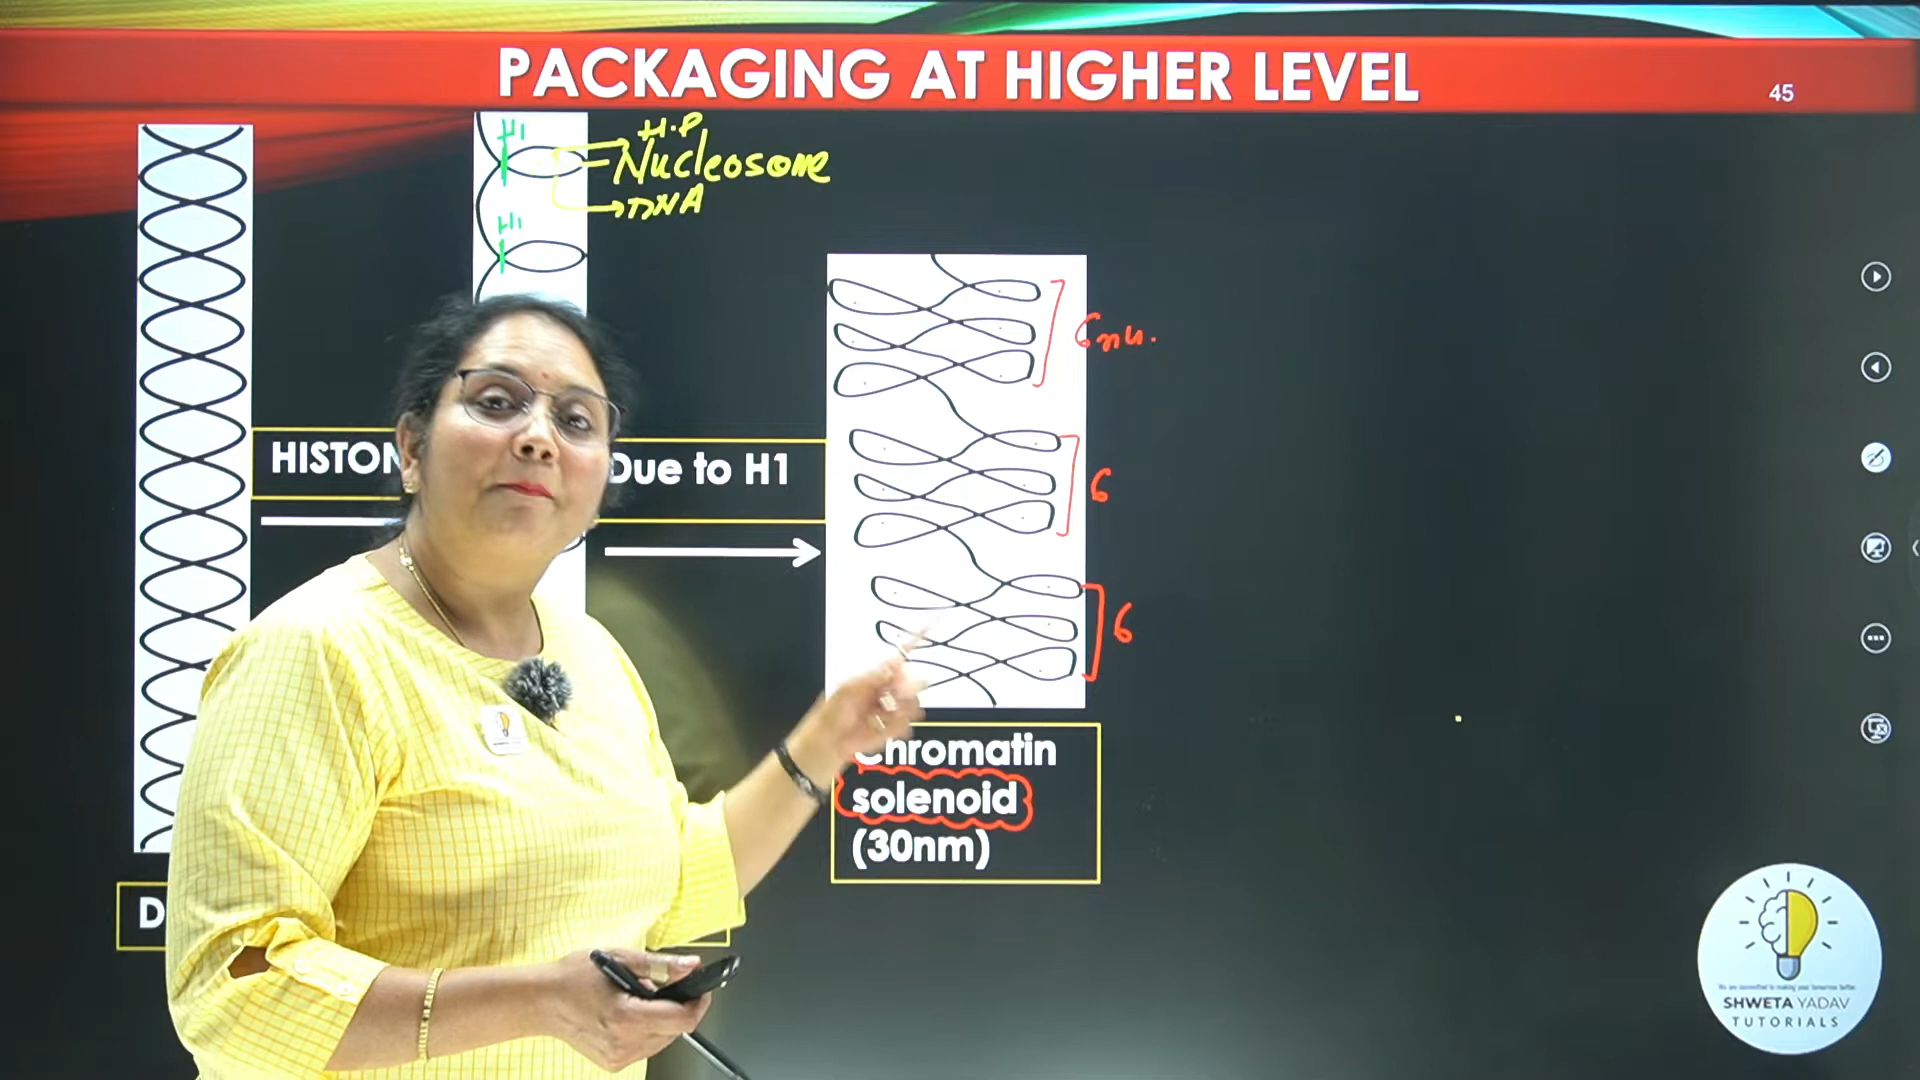 PACKAGING AT HIGHER LEVEL
45
H1
H.P
Nucleosome
DNA
H1
6nu.
HISTON
Due to H1
6
6
Chromatin
solenoid
(30nm)
D
SHWETA YADAV
TUTORIALS